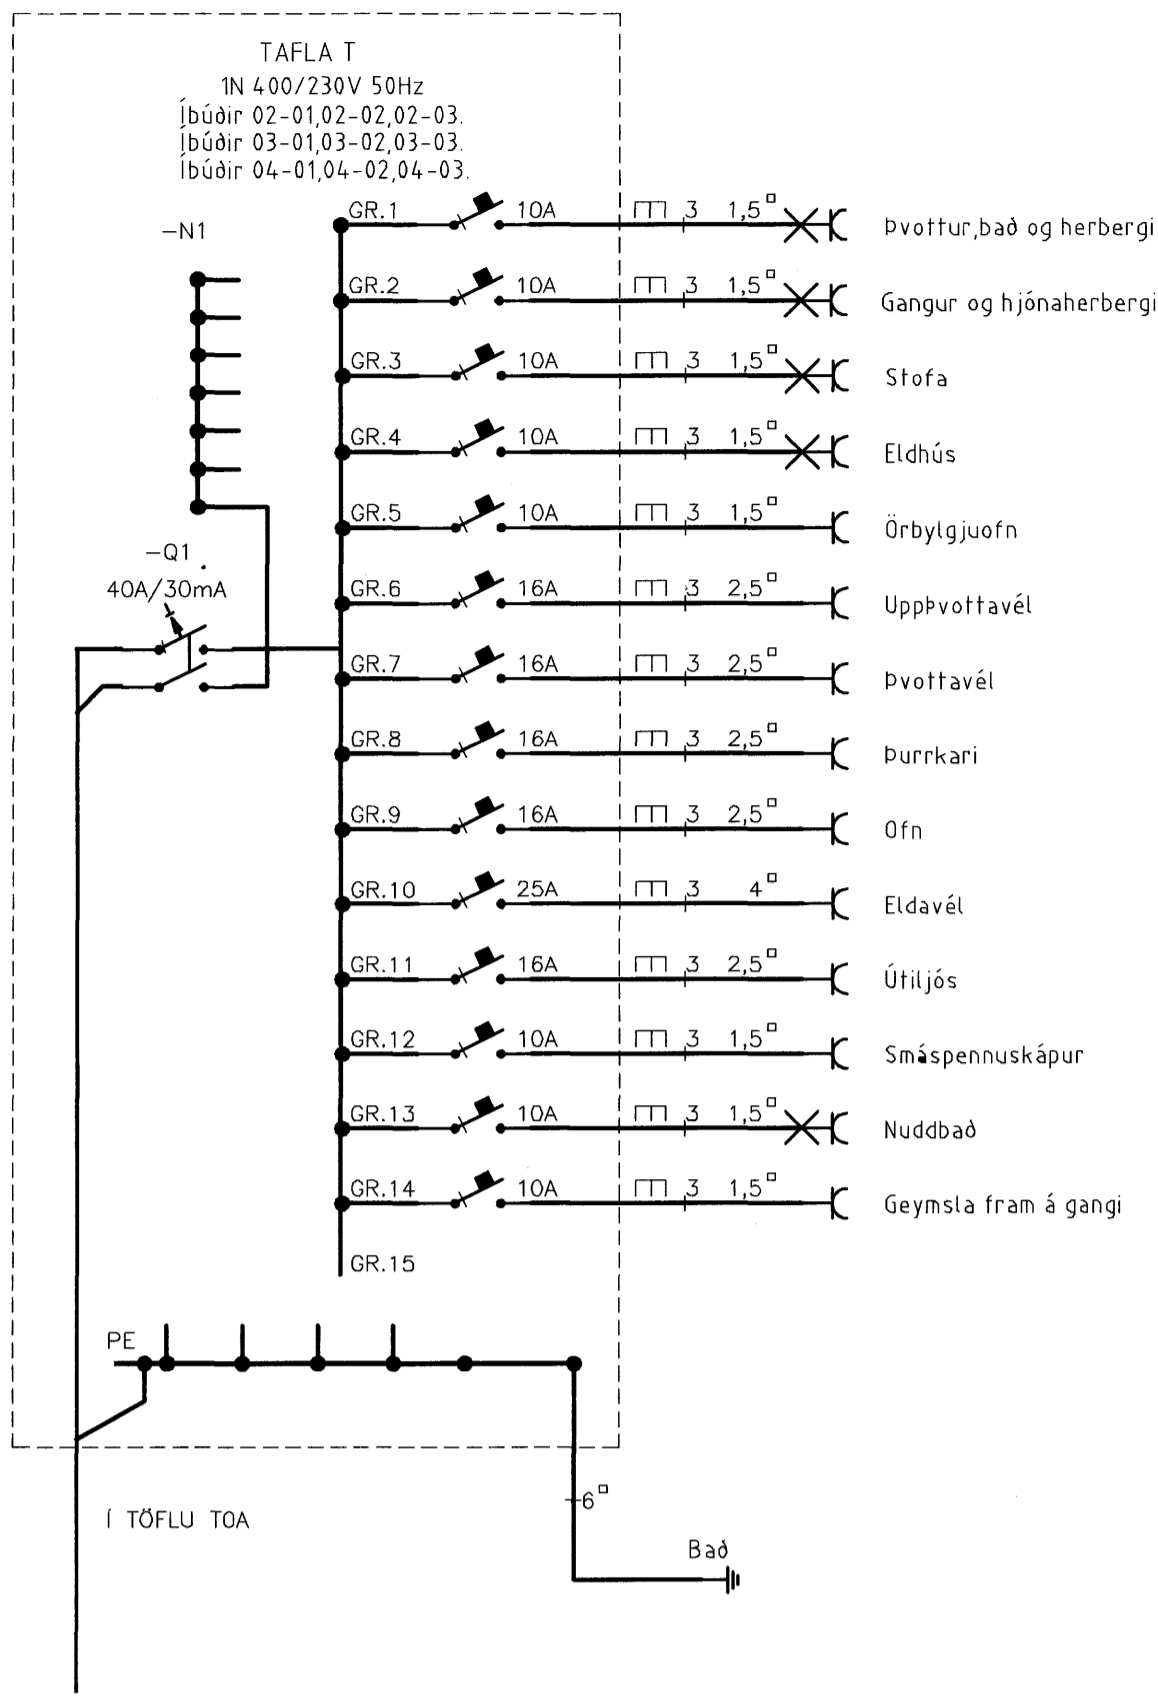 TAFLA T
1N 400/230V 50Hz
Íbúðir 02-01,02-02,02-03.
Íbúðir 03-01,03-02,03-03.
Íbúðir 04-01,04-02,04-03.
-N1
-Q1
40A/30mA
GR.1 10A 3 1,5□ Þvottur,bað og herbergi
GR.2 10A 3 1,5□ Gangur og hjónaherbergi
GR.3 10A 3 1,5□ Stofa
GR.4 10A 3 1,5□ Eldhús
GR.5 10A 3 1,5□ Örbylgjuofn
GR.6 16A 3 2,5□ Uppþvottavél
GR.7 16A 3 2,5□ Þvottavél
GR.8 16A 3 2,5□ Þurrkari
GR.9 16A 3 2,5□ Ofn
GR.10 25A 3 4□ Eldavél
GR.11 16A 3 2,5□ Útiljós
GR.12 10A 3 1,5□ Smáspennuskápur
GR.13 10A 3 1,5□ Nuddbað
GR.14 10A 3 1,5□ Geymsla fram á gangi
GR.15
PE
Í TÖFLU TOA
6□
Bað